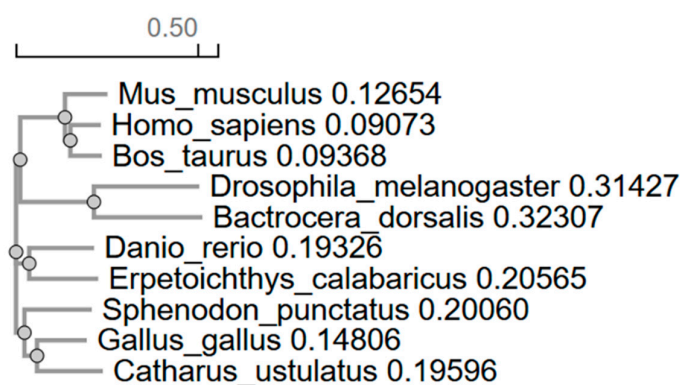 0.50
Mus_musculus 0.12654
Homo_sapiens 0.09073
Bos_taurus 0.09368
Drosophila_melanogaster 0.31427
Bactrocera_dorsalis 0.32307
Danio_rerio 0.19326
Erpetoichthys_calabaricus 0.20565
Sphenodon_punctatus 0.20060
Gallus_gallus 0.14806
Catharus_ustulatus 0.19596